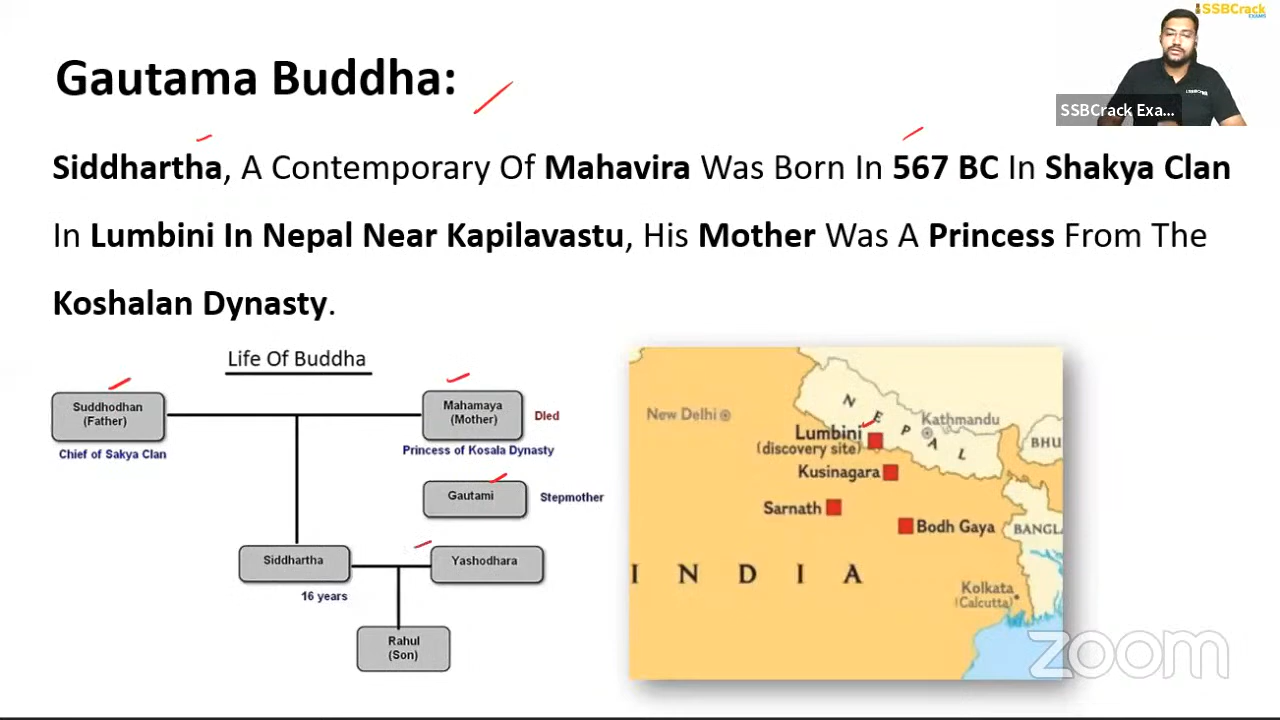 SSBCrack
EXAMS
SSBCrack Exa...
Gautama Buddha:
Siddhartha, A Contemporary Of Mahavira Was Born In 567 BC In Shakya Clan
In Lumbini In Nepal Near Kapilavastu, His Mother Was A Princess From The
Koshalan Dynasty.
Life Of Buddha
Suddhodhan
(Father)
Chief of Sakya Clan
Mahamaya
(Mother)
Died
Princess of Kosala Dynasty
Gautami
Stepmother
Siddhartha
16 years
Yashodhara
Rahul
(Son)
New Delhi
NEPAL
Kathmandu
Lumbini
(discovery site)
BHU
Kusinagara
Sarnath
Bodh Gaya
BANGL
INDIA
Kolkata
(Calcutta)
zoom